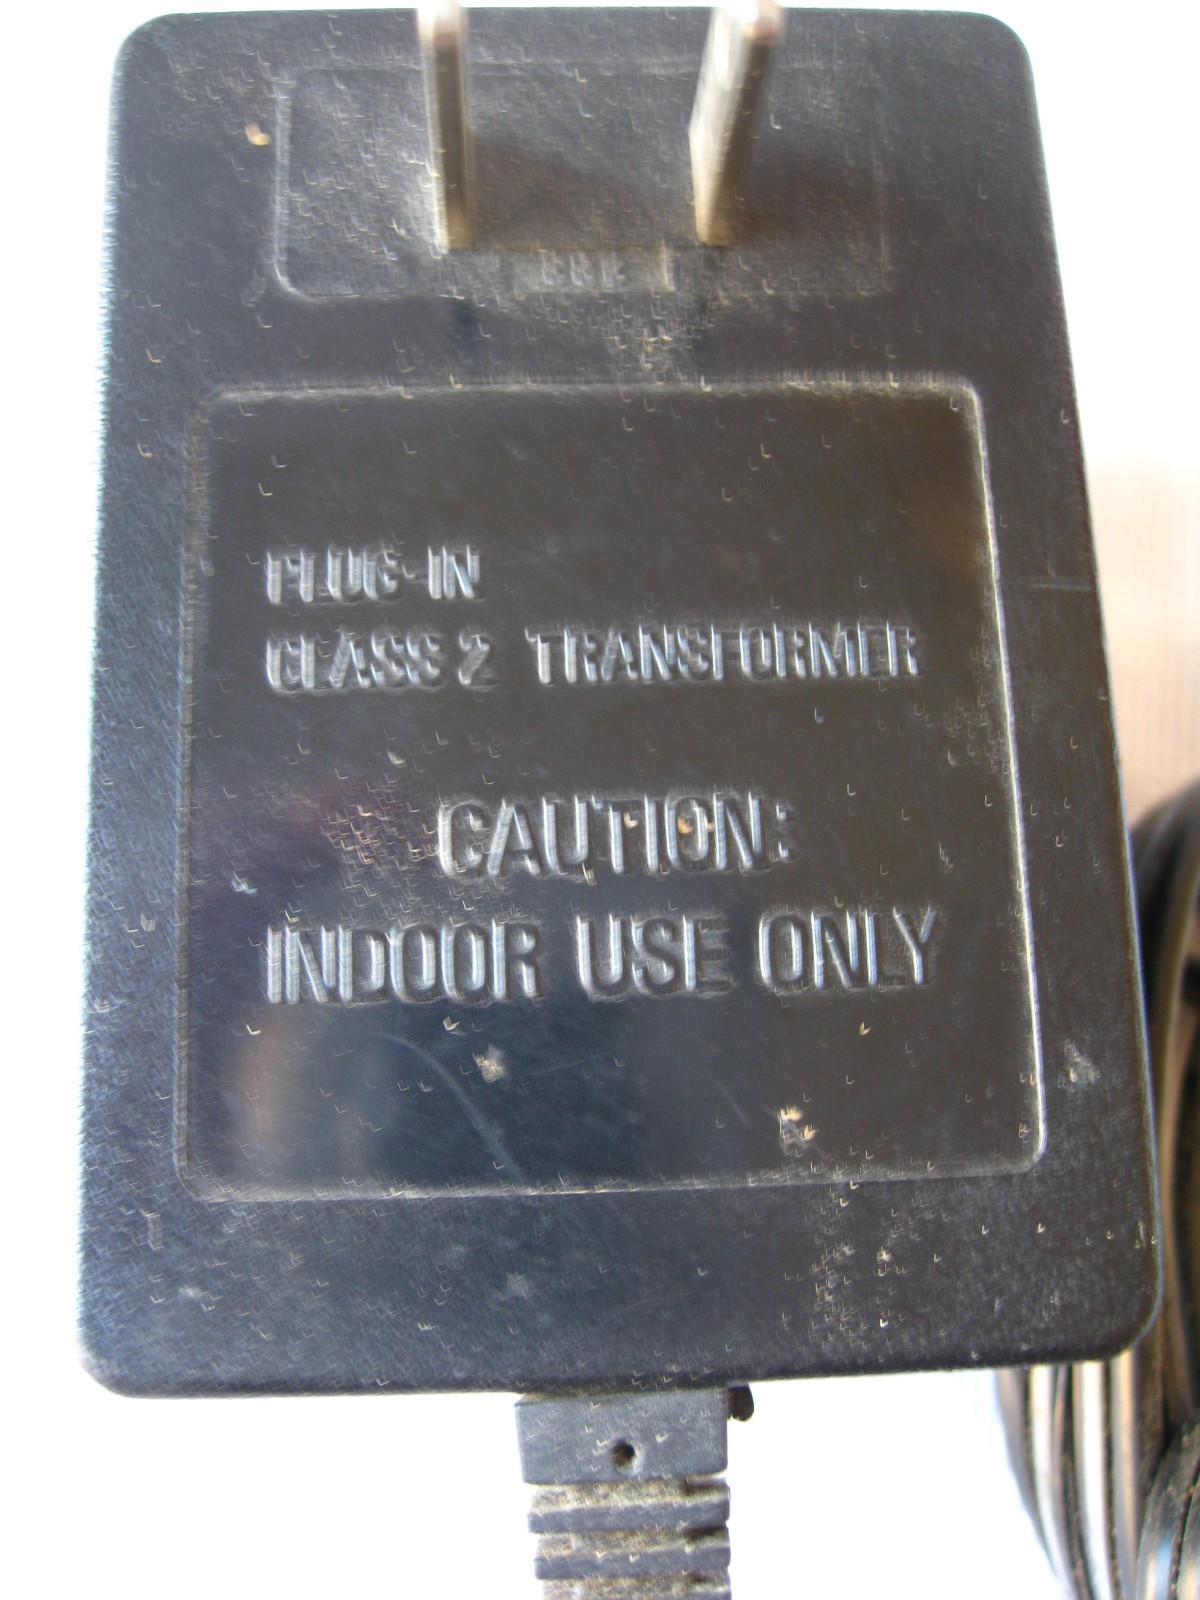 PLUG-IN
CLASS 2 TRANSFORMER
CAUTION:
INDOOR USE ONLY